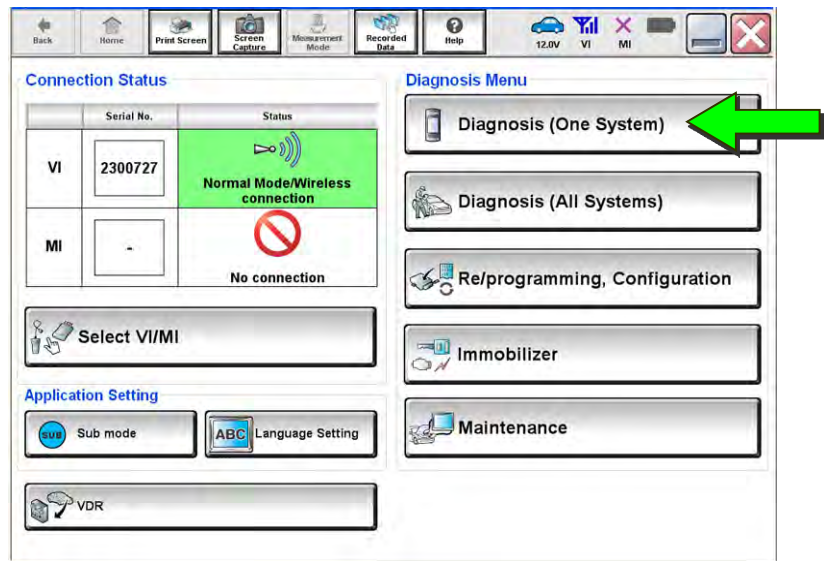 Back
Home
Print Screen
Screen
Capture
Measurement
Mode
Recorded
Data
Help
12.0V
VI
MI
Connection Status
Serial No.
Status
VI
2300727
Normal Mode/Wireless
connection
MI
-
No connection
Select VI/MI
Application Setting
SUB
Sub mode
ABC
Language Setting
VDR
Diagnosis Menu
Diagnosis (One System)
Diagnosis (All Systems)
Re/programming, Configuration
Immobilizer
Maintenance